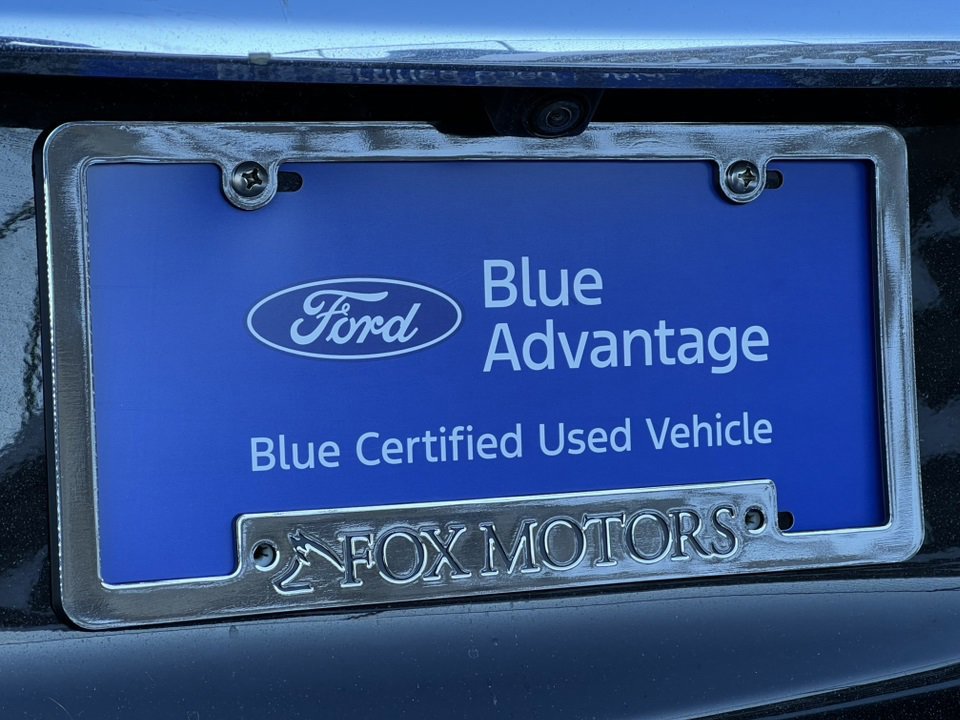 Ford
Blue
Advantage
Blue Certified Used Vehicle
FOX MOTORS